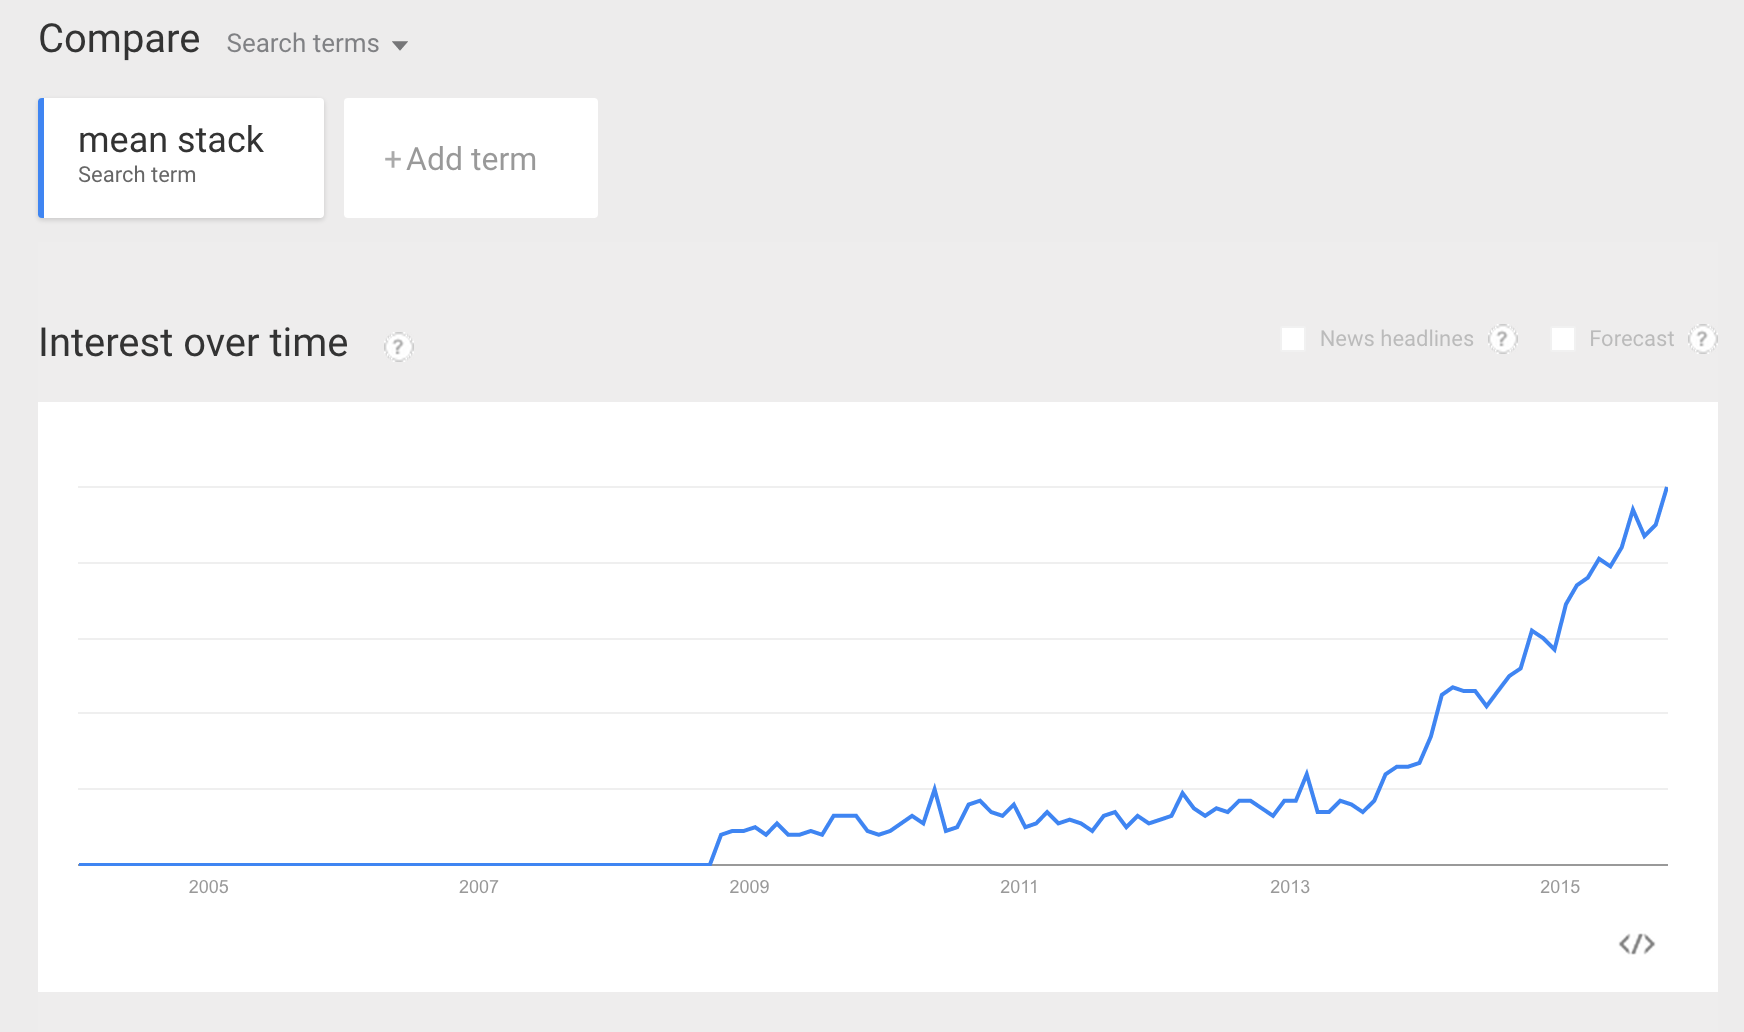 Compare Search terms
mean stack
Search term
+Add term
Interest over time ?
News headlines ?
Forecast ?
2005 2007 2009 2011 2013 2015
</>